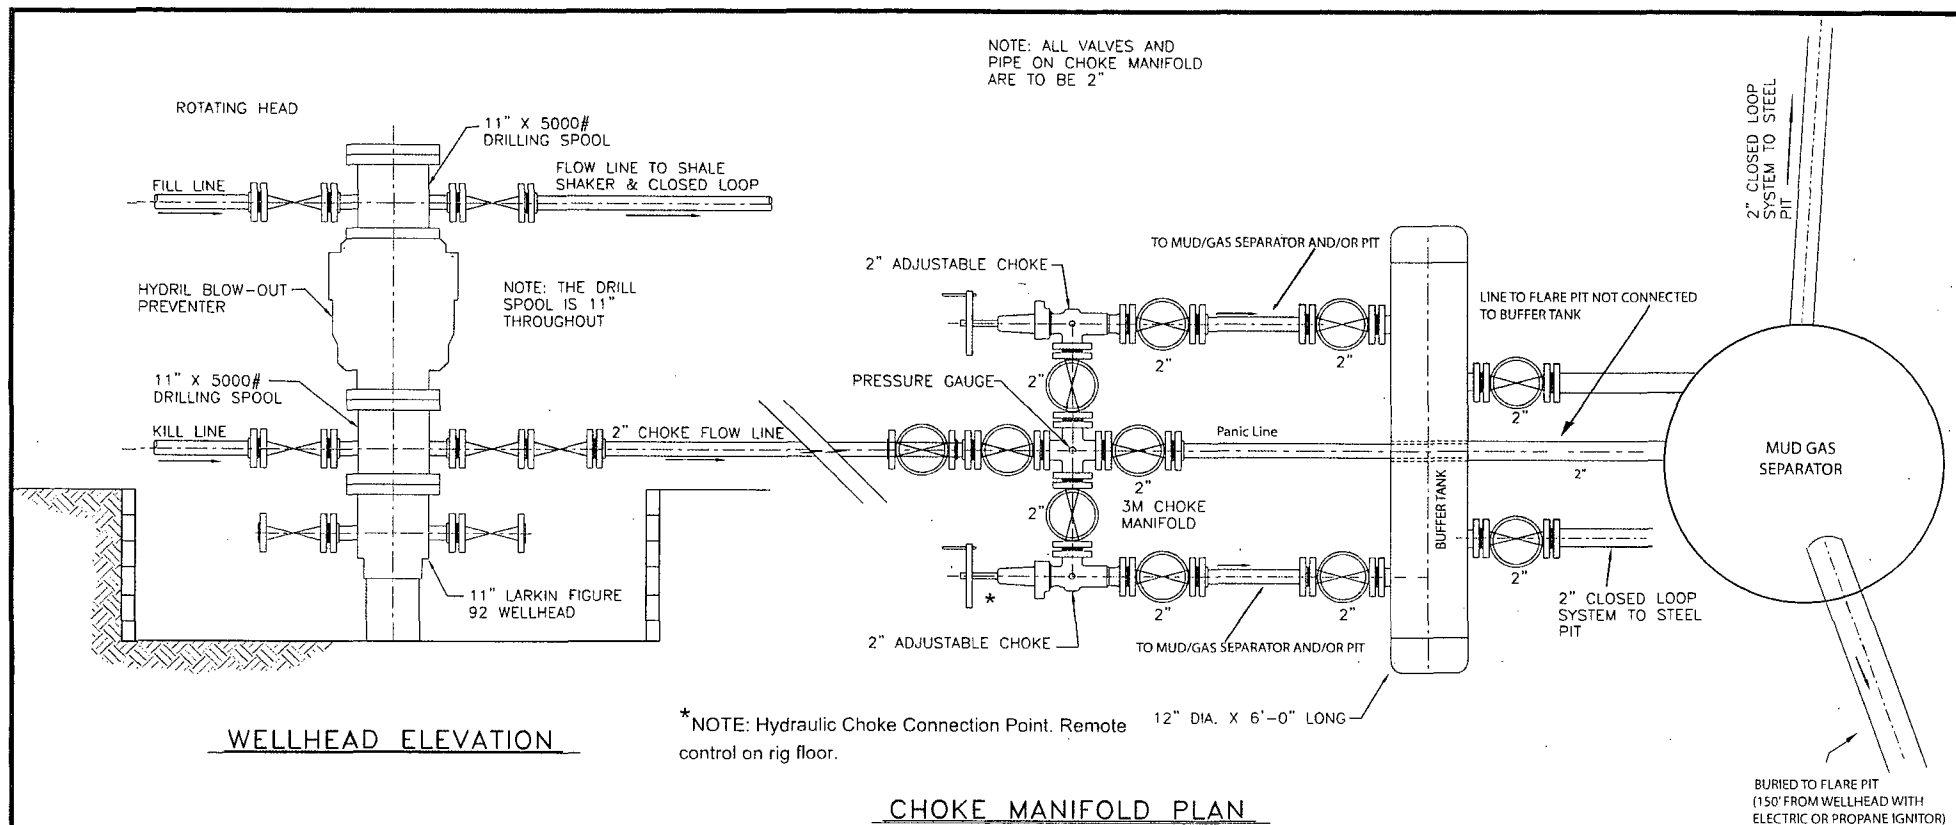 NOTE: ALL VALVES AND
PIPE ON CHOKE MANIFOLD
ARE TO BE 2"
ROTATING HEAD
11" X 5000#
DRILLING SPOOL
FILL LINE
FLOW LINE TO SHALE
SHAKER & CLOSED LOOP
HYDRIL BLOW-OUT
PREVENTER
NOTE: THE DRILL
SPOOL IS 11"
THROUGHOUT
11" X 5000#
DRILLING SPOOL
KILL LINE
2" CHOKE FLOW LINE
11" LARKIN FIGURE
92 WELLHEAD
WELLHEAD ELEVATION
2" ADJUSTABLE CHOKE
TO MUD/GAS SEPARATOR AND/OR PIT
2"
2"
2"
PRESSURE GAUGE
Panic Line
2"
3M CHOKE
MANIFOLD
2"
*
2"
2"
2" ADJUSTABLE CHOKE
TO MUD/GAS SEPARATOR AND/OR PIT
BUFFER TANK
12" DIA. X 6'-0" LONG
*NOTE: Hydraulic Choke Connection Point. Remote
control on rig floor.
CHOKE MANIFOLD PLAN
LINE TO FLARE PIT NOT CONNECTED
TO BUFFER TANK
2"
2"
2"
2" CLOSED LOOP
SYSTEM TO STEEL
PIT
2" CLOSED LOOP
SYSTEM TO STEEL
PIT
MUD GAS
SEPARATOR
BURIED TO FLARE PIT
(150' FROM WELLHEAD WITH
ELECTRIC OR PROPANE IGNITOR)